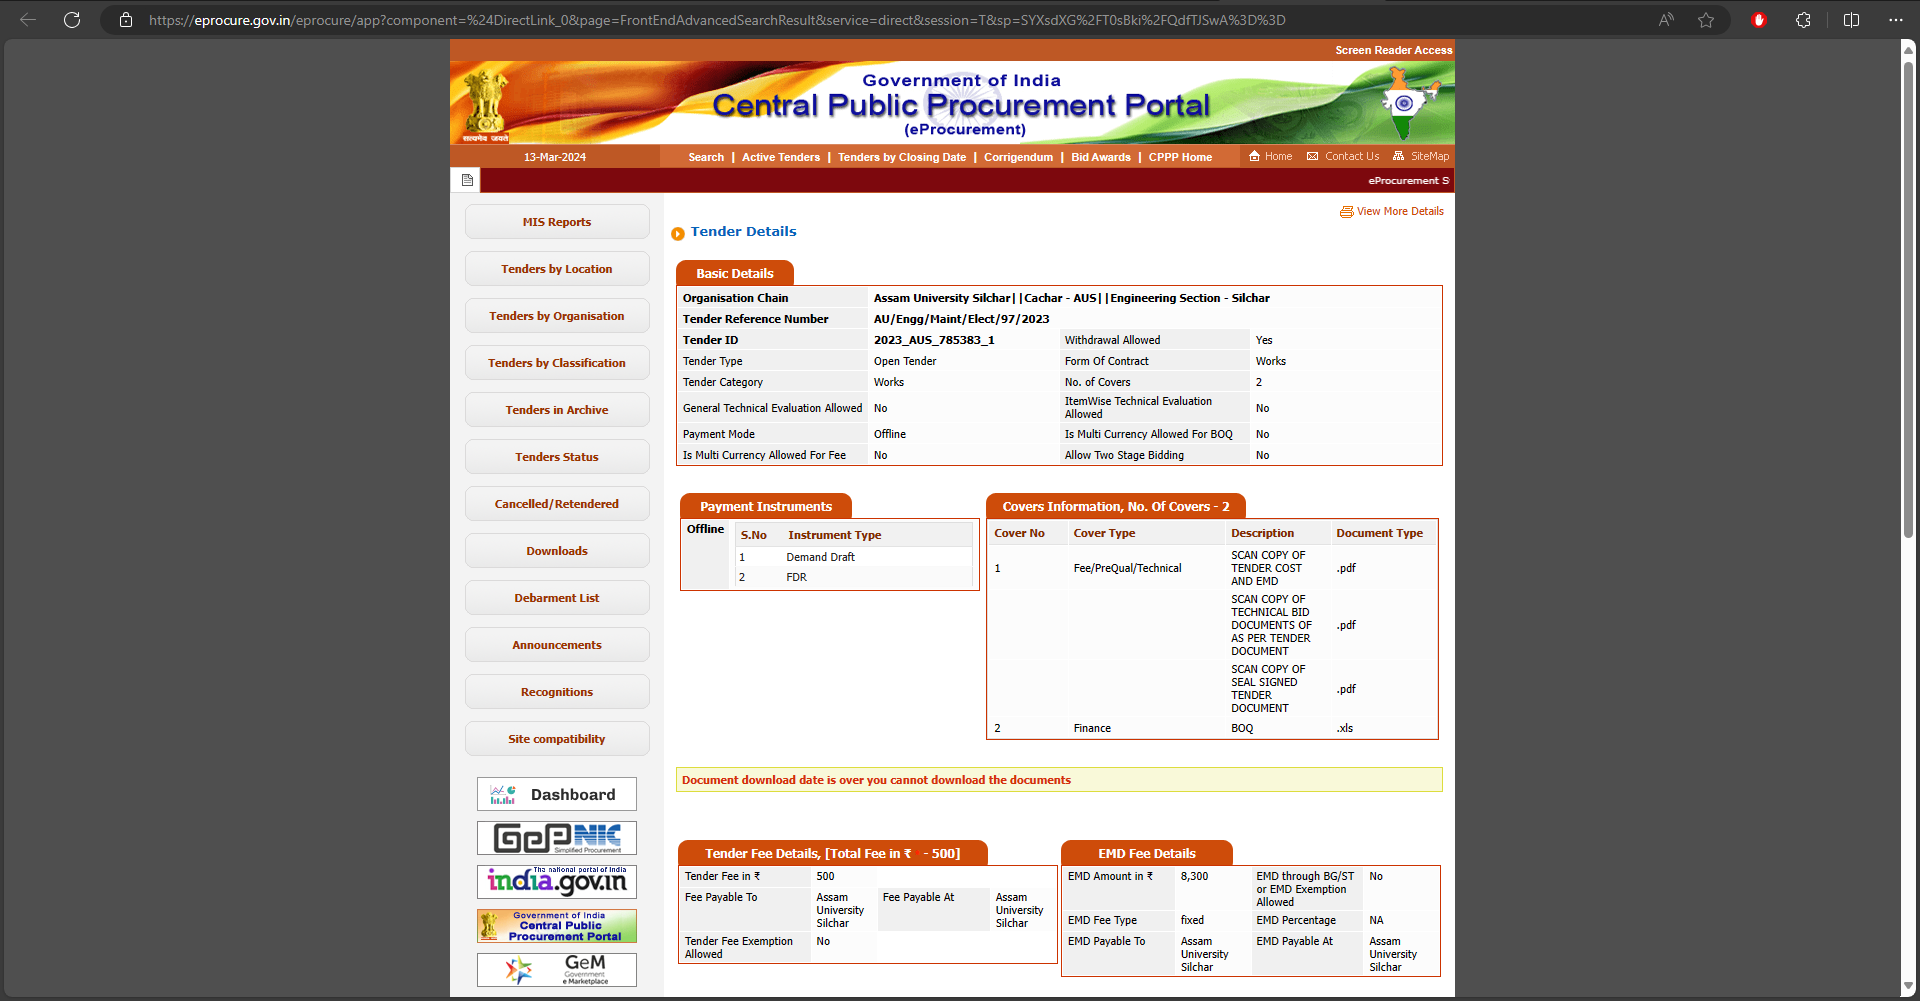 https://eprocure.gov.in/eprocure/app?component=%24DirectLink_0&page=FrontEndAdvancedSearchResult&service=direct&session=T&sp=SYXsdXG%2FT0sBki%2FQdfTJSwA%3D%3D
Screen Reader Access
सत्यमेव जयते
Government of India
Central Public Procurement Portal
(eProcurement)
13-Mar-2024
Search | Active Tenders | Tenders by Closing Date | Corrigendum | Bid Awards | CPPP Home
Home Contact Us SiteMap
eProcurement S
MIS Reports
Tenders by Location
Tenders by Organisation
Tenders by Classification
Tenders in Archive
Tenders Status
Cancelled/Retendered
Downloads
Debarment List
Announcements
Recognitions
Site compatibility
Dashboard
GePNIC
Simplified Procurement
The national portal of India
india.gov.in
Government of India
Central Public
Procurement Portal
GeM
Government
e Marketplace
View More Details
Tender Details
Basic Details
Organisation Chain Assam University Silchar||Cachar - AUS||Engineering Section - Silchar
Tender Reference Number AU/Engg/Maint/Elect/97/2023
Tender ID 2023_AUS_785383_1 Withdrawal Allowed Yes
Tender Type Open Tender Form Of Contract Works
Tender Category Works No. of Covers 2
General Technical Evaluation Allowed No ItemWise Technical Evaluation
Allowed No
Payment Mode Offline Is Multi Currency Allowed For BOQ No
Is Multi Currency Allowed For Fee No Allow Two Stage Bidding No
Payment Instruments
Offline S.No Instrument Type
1 Demand Draft
2 FDR
Covers Information, No. Of Covers - 2
Cover No Cover Type Description Document Type
1 Fee/PreQual/Technical SCAN COPY OF
TENDER COST
AND EMD .pdf
SCAN COPY OF
TECHNICAL BID
DOCUMENTS OF
AS PER TENDER
DOCUMENT .pdf
SCAN COPY OF
SEAL SIGNED
TENDER
DOCUMENT .pdf
2 Finance BOQ .xls
Document download date is over you cannot download the documents
Tender Fee Details, [Total Fee in ₹ * - 500]
Tender Fee in ₹ 500
Fee Payable To Assam
University
Silchar Fee Payable At Assam
University
Silchar
Tender Fee Exemption
Allowed No
EMD Fee Details
EMD Amount in ₹ 8,300 EMD through BG/ST
or EMD Exemption
Allowed No
EMD Fee Type fixed EMD Percentage NA
EMD Payable To Assam
University
Silchar EMD Payable At Assam
University
Silchar